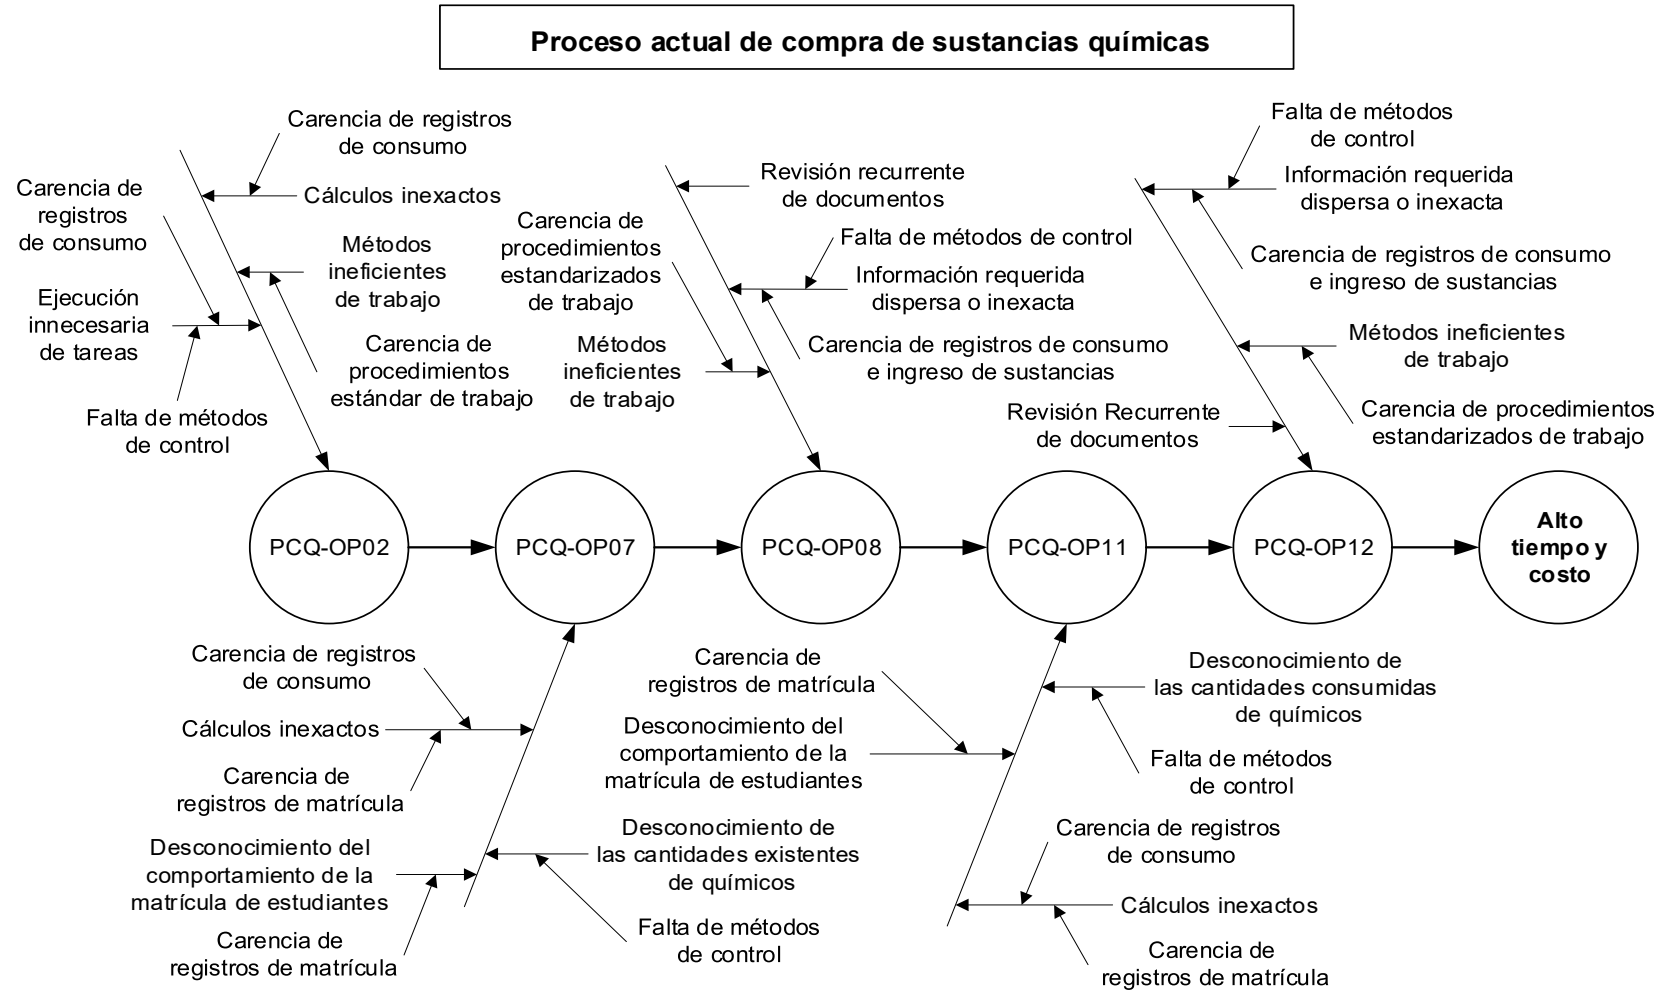 Proceso actual de compra de sustancias químicas
Carencia de registros
de consumo
Cálculos inexactos
Carencia de
registros
de consumo
Métodos
ineficientes
de trabajo
Ejecución
innecesaria
de tareas
Carencia de
procedimientos
estándar de trabajo
Falta de métodos
de control
Revisión recurrente
de documentos
Carencia de
procedimientos
estandarizados
de trabajo
Falta de métodos de control
Información requerida
dispersa o inexacta
Métodos
ineficientes
de trabajo
Carencia de registros de consumo
e ingreso de sustancias
Falta de métodos
de control
Información requerida
dispersa o inexacta
Carencia de registros de consumo
e ingreso de sustancias
Métodos ineficientes
de trabajo
Revisión Recurrente
de documentos
Carencia de procedimientos
estandarizados de trabajo
PCQ-OP02
PCQ-OP07
PCQ-OP08
PCQ-OP11
PCQ-OP12
Alto
tiempo y
costo
Carencia de registros
de consumo
Cálculos inexactos
Carencia de
registros de matrícula
Desconocimiento del
comportamiento de la
matrícula de estudiantes
Carencia de
registros de matrícula
Desconocimiento de
las cantidades existentes
de químicos
Falta de métodos
de control
Carencia de
registros de matrícula
Desconocimiento del
comportamiento de la
matrícula de estudiantes
Desconocimiento de
las cantidades consumidas
de químicos
Falta de métodos
de control
Carencia de registros
de consumo
Cálculos inexactos
Carencia de
registros de matrícula